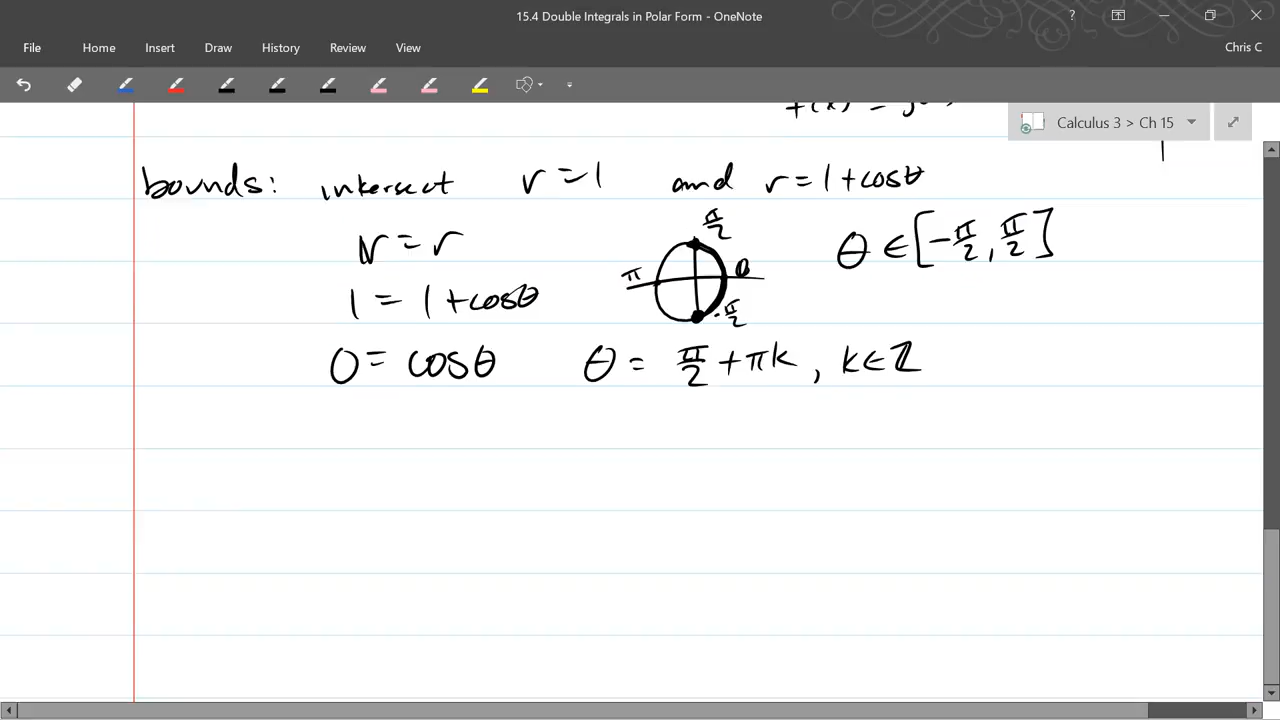 15.4 Double Integrals in Polar Form - OneNote
?
File Home Insert Draw History Review View Chris C
Calculus 3 > Ch 15
bounds: intersect r = 1 and r = 1 + cosθ
r = r
π/2
π 0
-π/2
θ ∈ [-π/2, π/2]
1 = 1 + cosθ
0 = cosθ θ = π/2 + πk, k ∈ ℤ